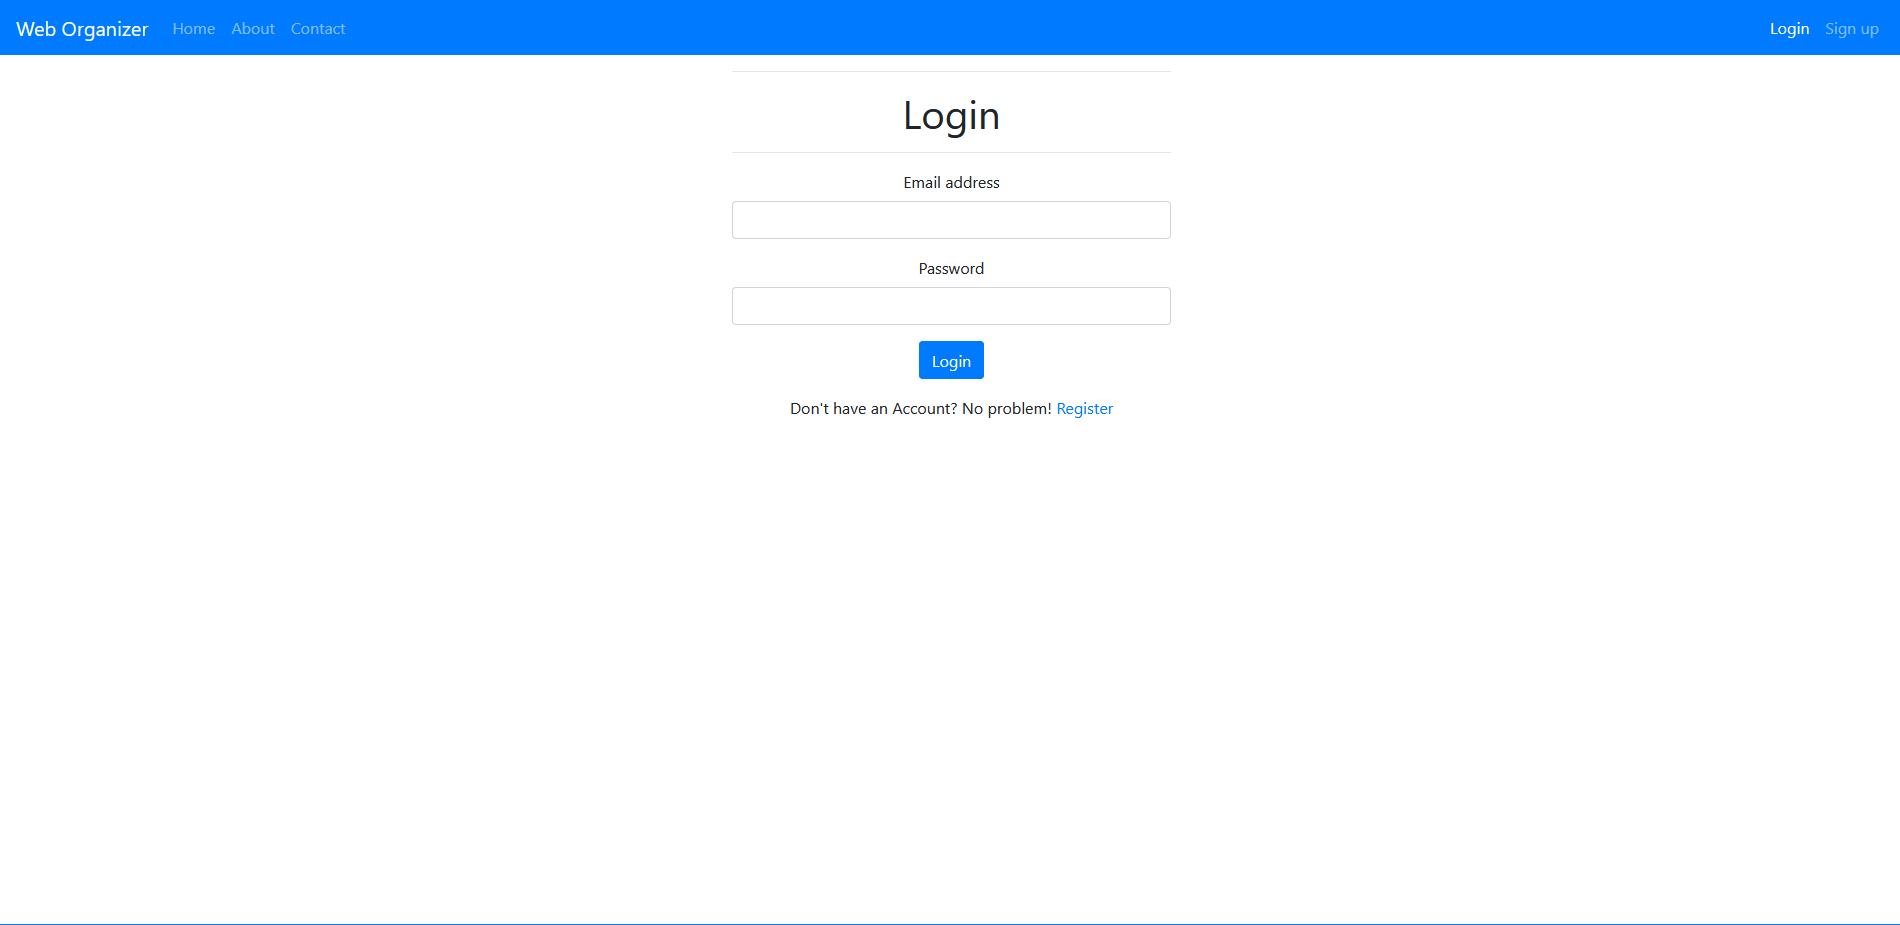 Web Organizer Home About Contact Login Sign up
Login
Email address
Password
Login
Don't have an Account? No problem! Register